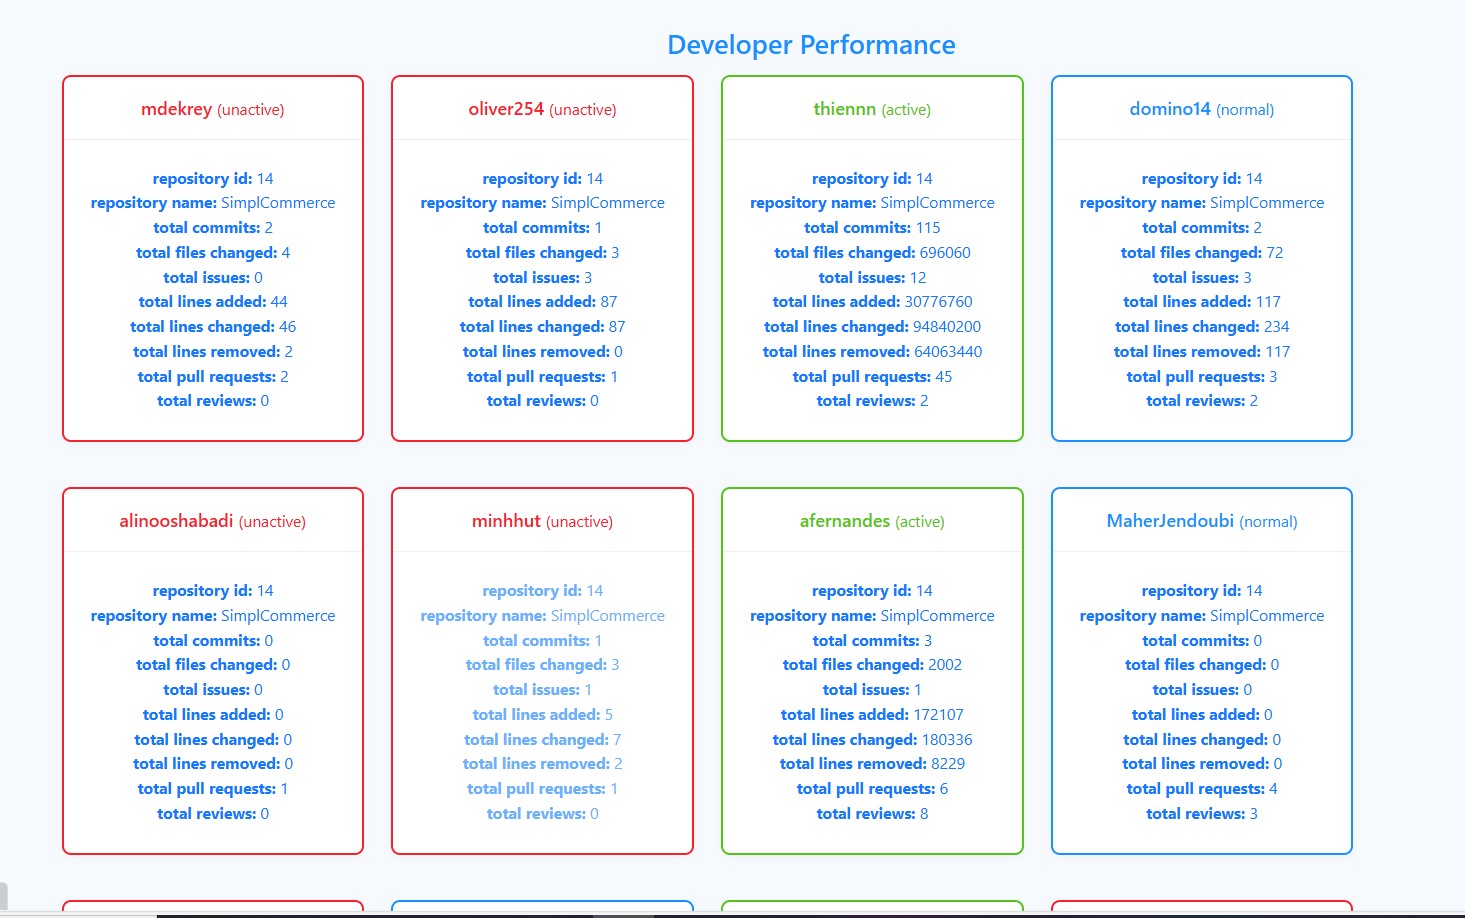 Developer Performance
mdekrey (unactive)
repository id: 14
repository name: SimplCommerce
total commits: 2
total files changed: 4
total issues: 0
total lines added: 44
total lines changed: 46
total lines removed: 2
total pull requests: 2
total reviews: 0
oliver254 (unactive)
repository id: 14
repository name: SimplCommerce
total commits: 1
total files changed: 3
total issues: 3
total lines added: 87
total lines changed: 87
total lines removed: 0
total pull requests: 1
total reviews: 0
thiennn (active)
repository id: 14
repository name: SimplCommerce
total commits: 115
total files changed: 696060
total issues: 12
total lines added: 30776760
total lines changed: 94840200
total lines removed: 64063440
total pull requests: 45
total reviews: 2
domino14 (normal)
repository id: 14
repository name: SimplCommerce
total commits: 2
total files changed: 72
total issues: 3
total lines added: 117
total lines changed: 234
total lines removed: 117
total pull requests: 3
total reviews: 2
alinooshabadi (unactive)
repository id: 14
repository name: SimplCommerce
total commits: 0
total files changed: 0
total issues: 0
total lines added: 0
total lines changed: 0
total lines removed: 0
total pull requests: 1
total reviews: 0
minhhut (unactive)
repository id: 14
repository name: SimplCommerce
total commits: 1
total files changed: 3
total issues: 1
total lines added: 5
total lines changed: 7
total lines removed: 2
total pull requests: 1
total reviews: 0
afernandes (active)
repository id: 14
repository name: SimplCommerce
total commits: 3
total files changed: 2002
total issues: 1
total lines added: 172107
total lines changed: 180336
total lines removed: 8229
total pull requests: 6
total reviews: 8
MaherJendoubi (normal)
repository id: 14
repository name: SimplCommerce
total commits: 0
total files changed: 0
total issues: 0
total lines added: 0
total lines changed: 0
total lines removed: 0
total pull requests: 4
total reviews: 3